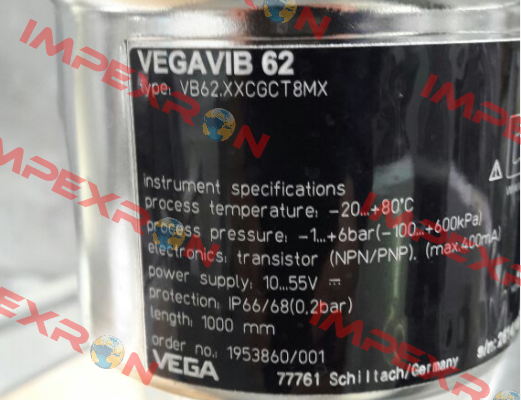 VEGAVIB 62
type: VB62.XXCGCT8MX
instrument specifications
process temperature: -20...+80°C
process pressure: -1...+6bar(-100...+600kPa)
electronics: transistor (NPN/PNP), (max.400mA)
power supply: 10...55V ⎓
protection: IP66/68(0.2bar)
length: 1000 mm
order no.: 1953860/001
VEGA
77761 Schiltach/Germany
s/n:
IMPEXRON
IMPEXRON
IMPEXRON
IMPEXRON
IMPEXRON